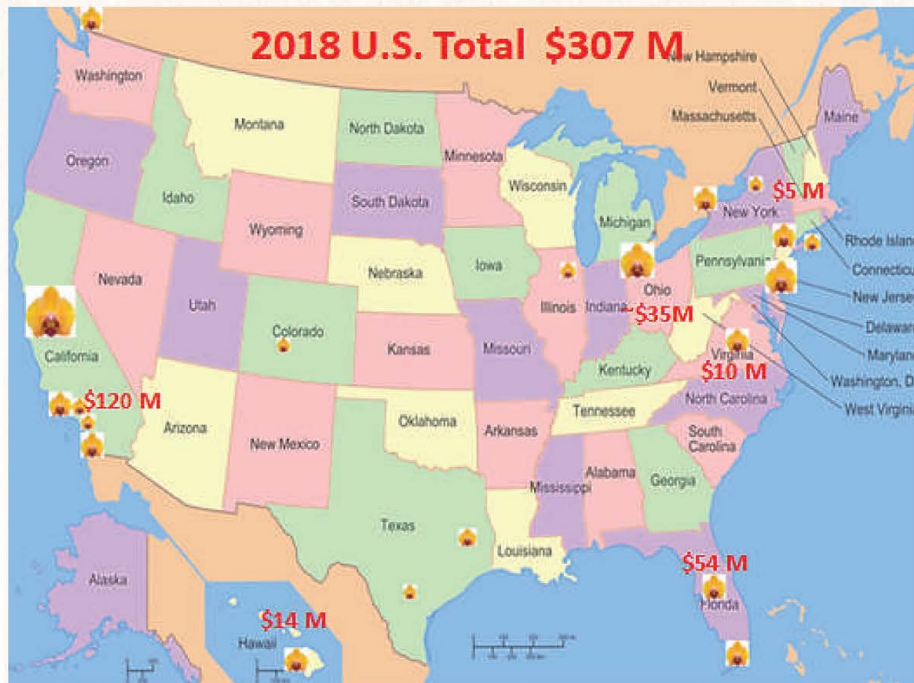 2018 U.S. Total $307 M
New Hampshire
Vermont
Massachusetts
Maine
Washington
Montana
North Dakota
Minnesota
Oregon
Idaho
Wisconsin
South Dakota
Michigan
New York
$5 M
Wyoming
Rhode Island
Pennsylvania
Connecticu
Iowa
Nebraska
Nevada
Utah
Illinois
Indiana
Ohio
New Jerse
~$35M
Delawar
Colorado
California
Kansas
Missouri
Marylan
Virginia
Kentucky
$10 M
Washington, D
$120 M
North Carolina
West Virgini
Tennessee
Arizona
Oklahoma
Arkansas
New Mexico
South
Carolina
Mississippi
Alabama
Georgia
Texas
Louisiana
$54 M
Alaska
Florida
$14 M
Hawaii